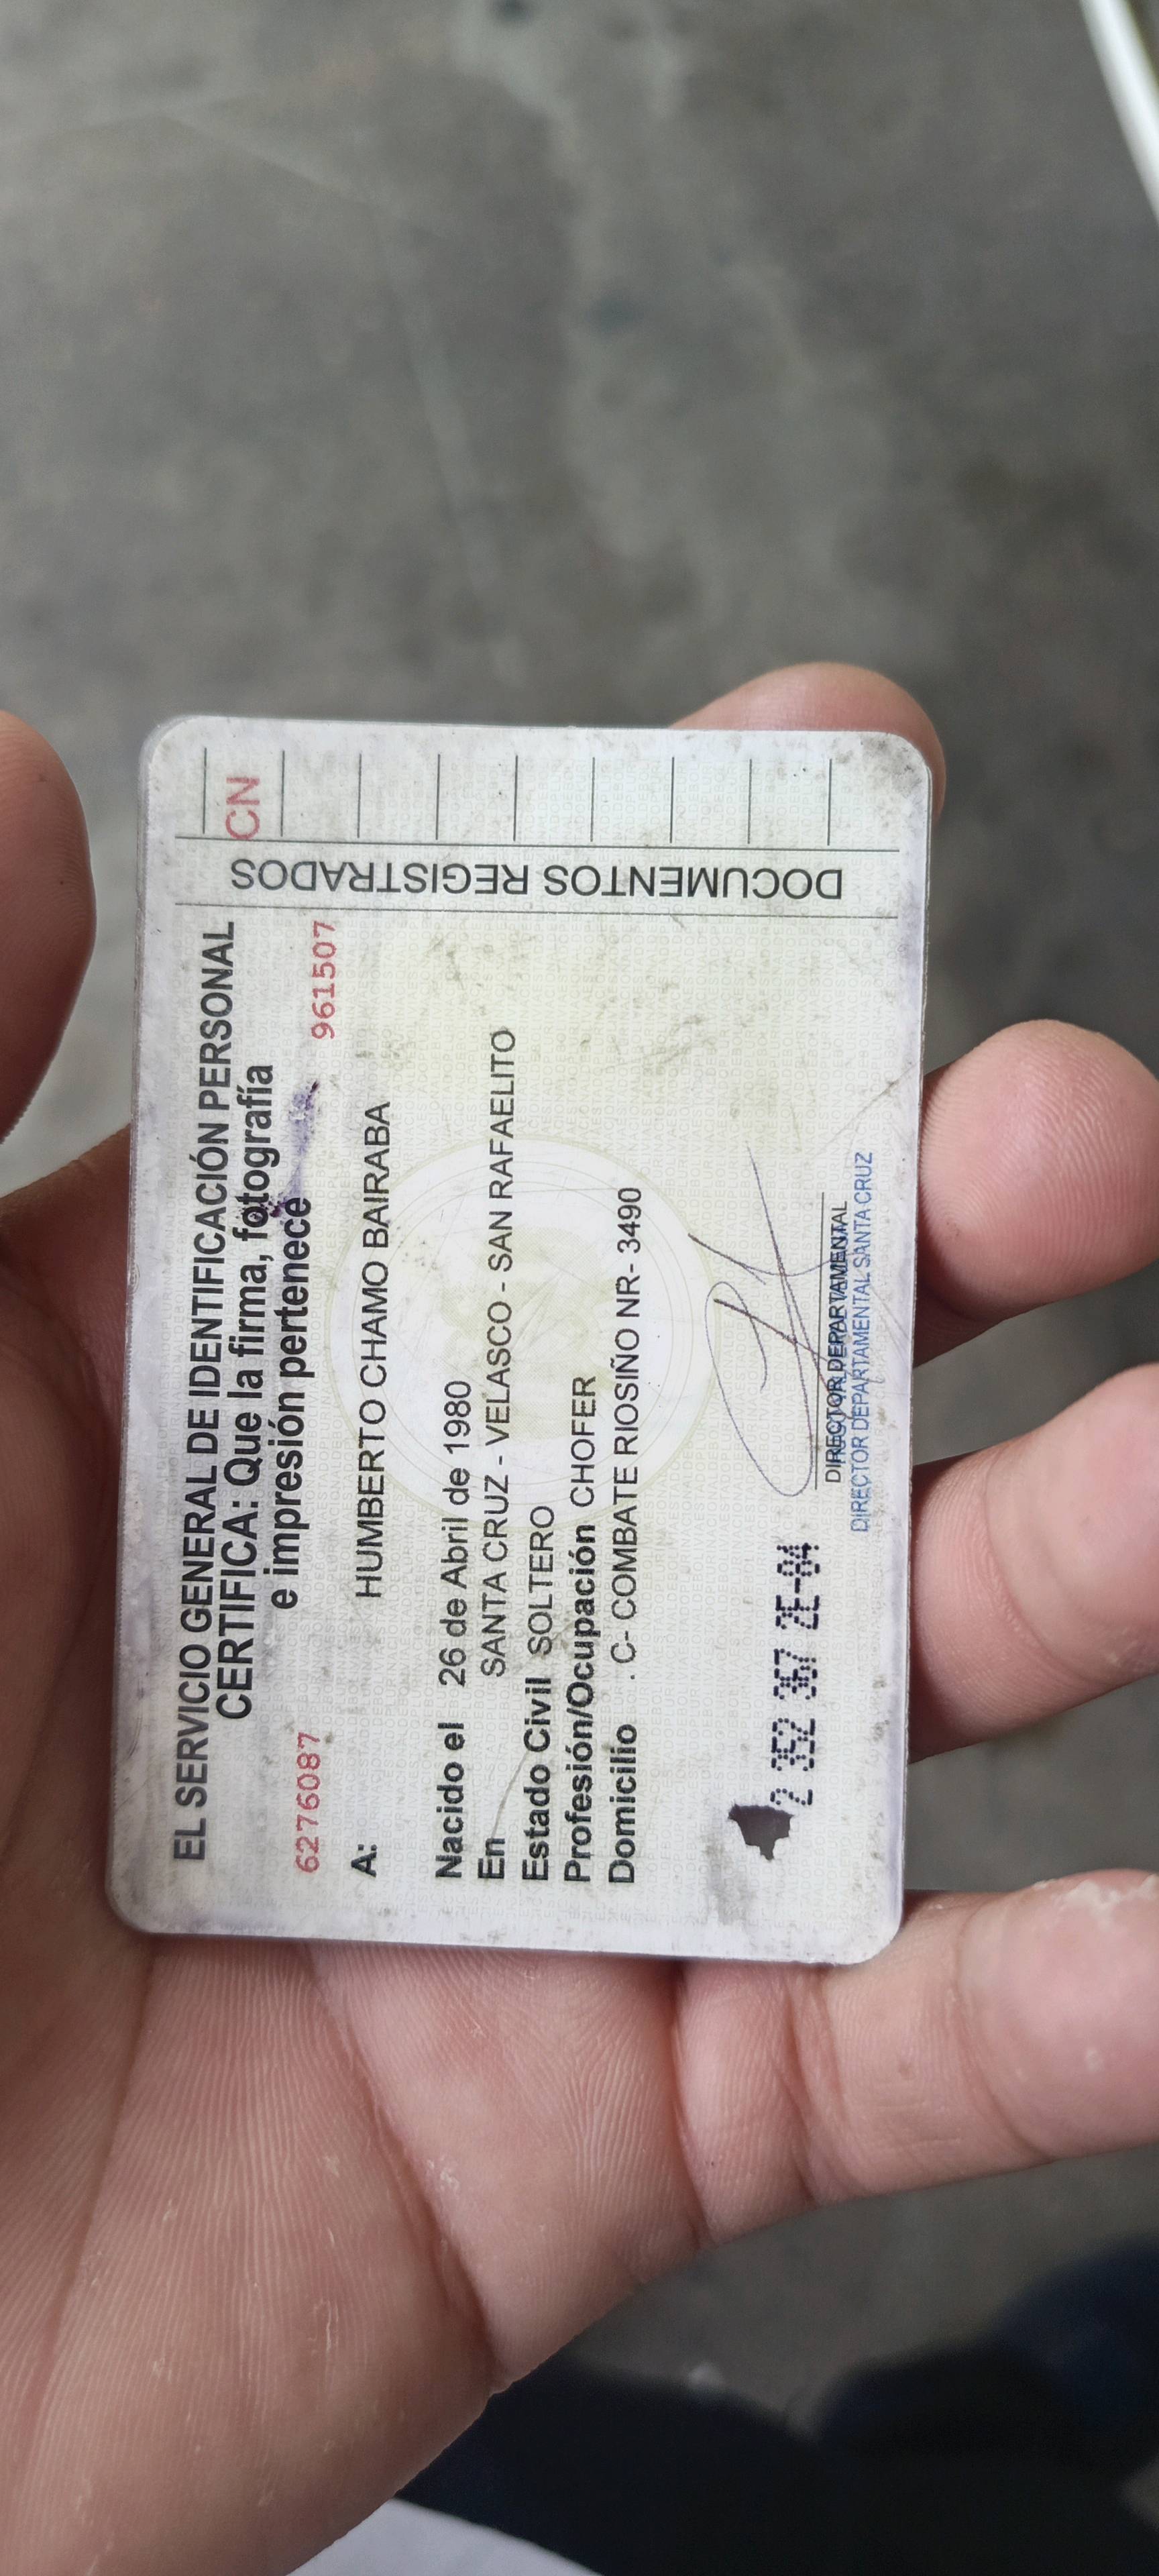 EL SERVICIO GENERAL DE IDENTIFICACIÓN PERSONAL
CERTIFICA: Que la firma, fotografía
e impresión pertenece
6276087 961507
A: HUMBERTO CHAMO BAIRABA
Nacido el 26 de Abril de 1980
En SANTA CRUZ - VELASCO - SAN RAFAELITO
Estado Civil SOLTERO
Profesión/Ocupación CHOFER
Domicilio . C- COMBATE RIOSIÑO NR- 3490
2 352 367 2E-04
DIRECTOR DEPARTAMENTAL
DIRECTOR DEPARTAMENTAL SANTA CRUZ
DOCUMENTOS REGISTRADOS
CN